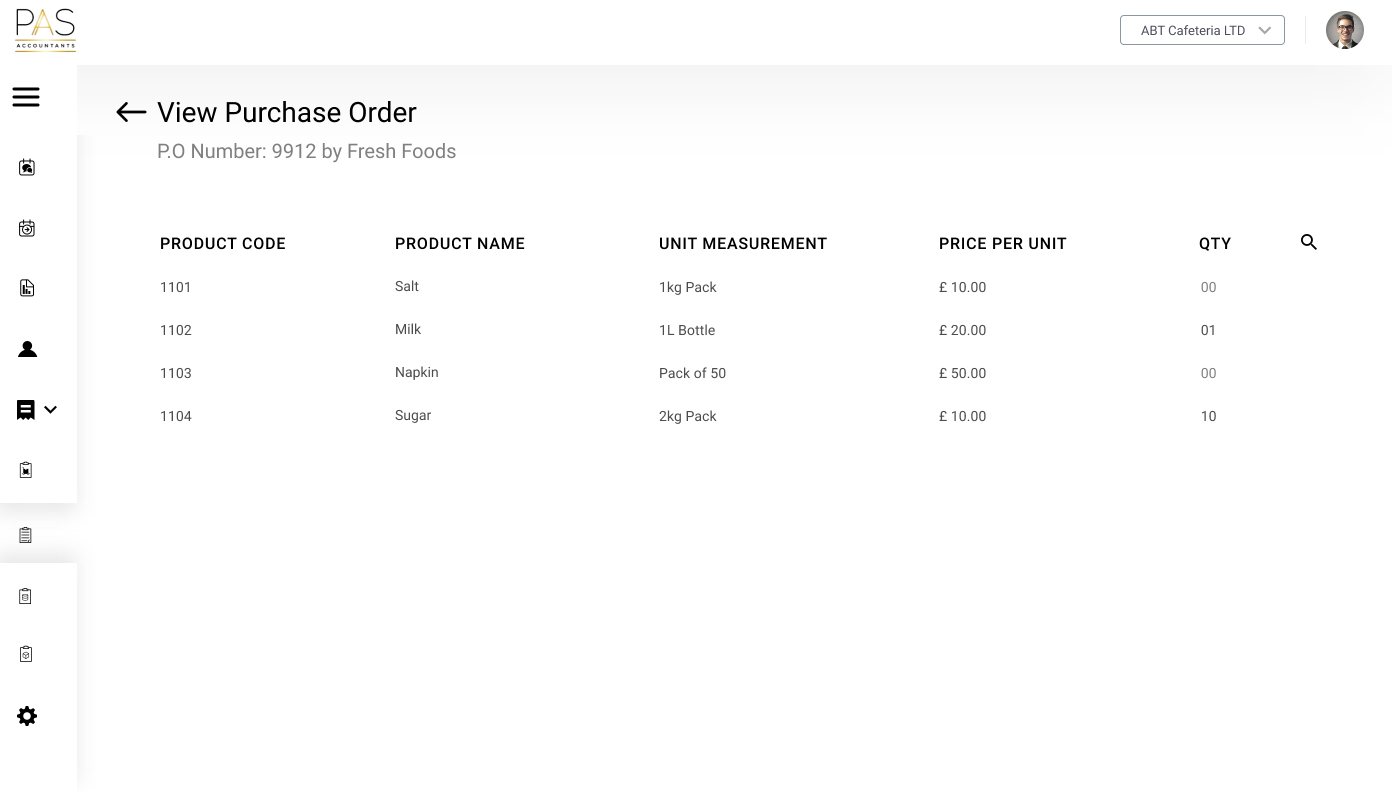 PAS
ACCOUNTANTS
ABT Cafeteria LTD
View Purchase Order
P.O Number: 9912 by Fresh Foods
PRODUCT CODE PRODUCT NAME UNIT MEASUREMENT PRICE PER UNIT QTY
1101 Salt 1kg Pack £ 10.00 00
1102 Milk 1L Bottle £ 20.00 01
1103 Napkin Pack of 50 £ 50.00 00
1104 Sugar 2kg Pack £ 10.00 10